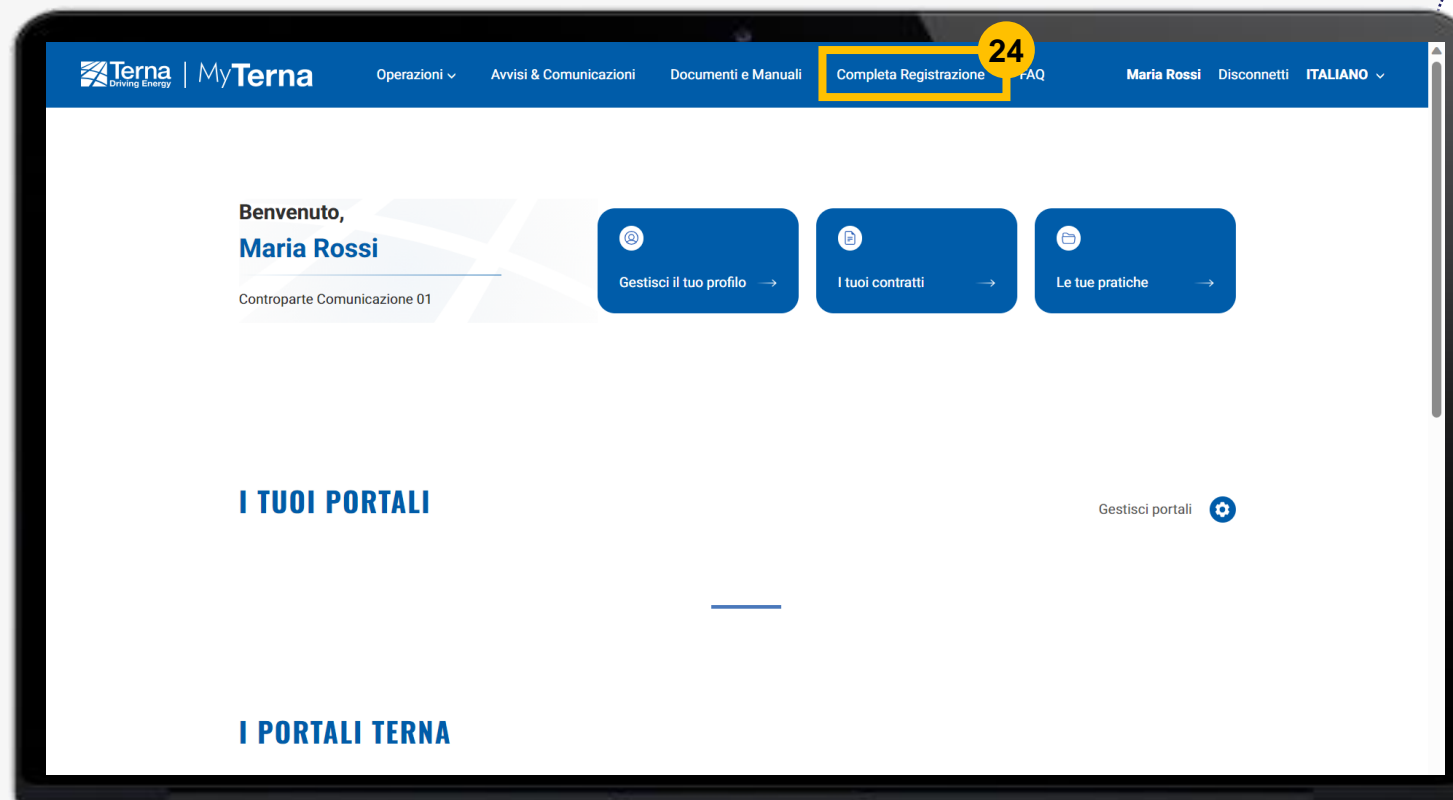 Terna
Driving Energy
MyTerna
Operazioni
Avvisi & Comunicazioni
Documenti e Manuali
Completa Registrazione
24
FAQ
Maria Rossi
Disconnetti
ITALIANO
Benvenuto,
Maria Rossi
Controparte Comunicazione 01
Gestisci il tuo profilo
I tuoi contratti
Le tue pratiche
I TUOI PORTALI
Gestisci portali
I PORTALI TERNA